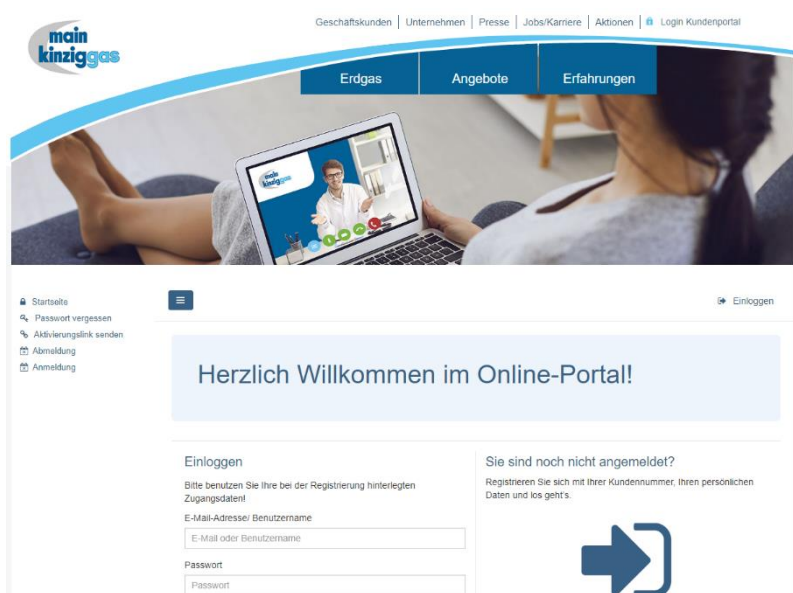 Geschäftskunden | Unternehmen | Presse | Jobs/Karriere | Aktionen | Login Kundenportal
main
kinziggas
Erdgas Angebote Erfahrungen
main
kinziggas
Startseite
Passwort vergessen
Aktivierungslink senden
Abmeldung
Anmeldung
Einloggen
Herzlich Willkommen im Online-Portal!
Einloggen
Bitte benutzen Sie Ihre bei der Registrierung hinterlegten
Zugangsdaten!
E-Mail-Adresse/ Benutzername
E-Mail oder Benutzername
Passwort
Passwort
Sie sind noch nicht angemeldet?
Registrieren Sie sich mit Ihrer Kundennummer, Ihren persönlichen
Daten und los geht's.